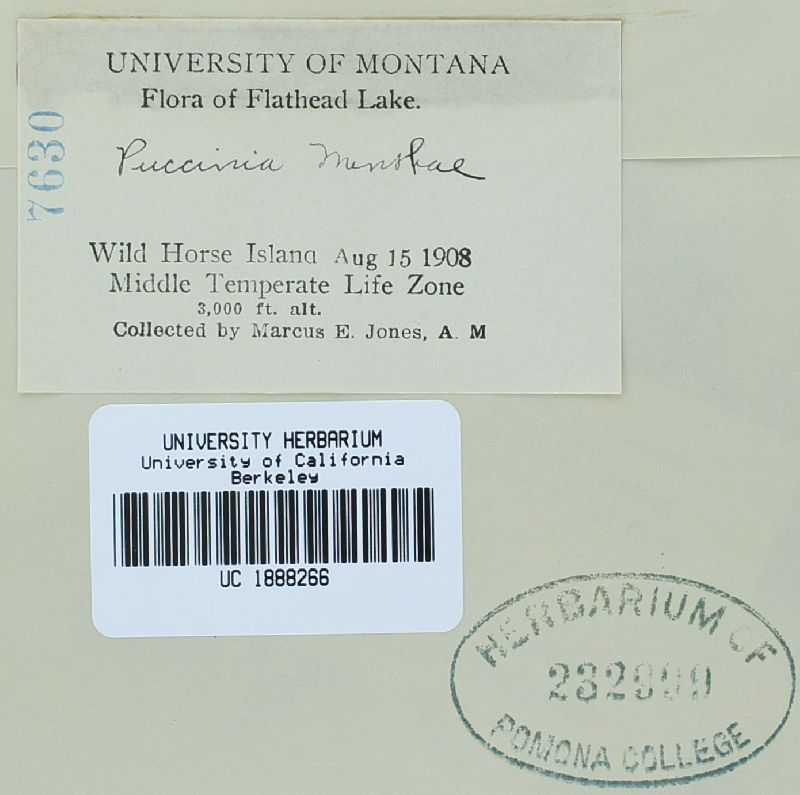 UNIVERSITY OF MONTANA
Flora of Flathead Lake.
7630
Puccinia Menthae
Wild Horse Island Aug 15 1908
Middle Temperate Life Zone
3,000 ft. alt.
Collected by Marcus E. Jones, A. M
UNIVERSITY HERBARIUM
University of California
Berkeley
UC 1888266
HERBARIUM OF
232999
POMONA COLLEGE